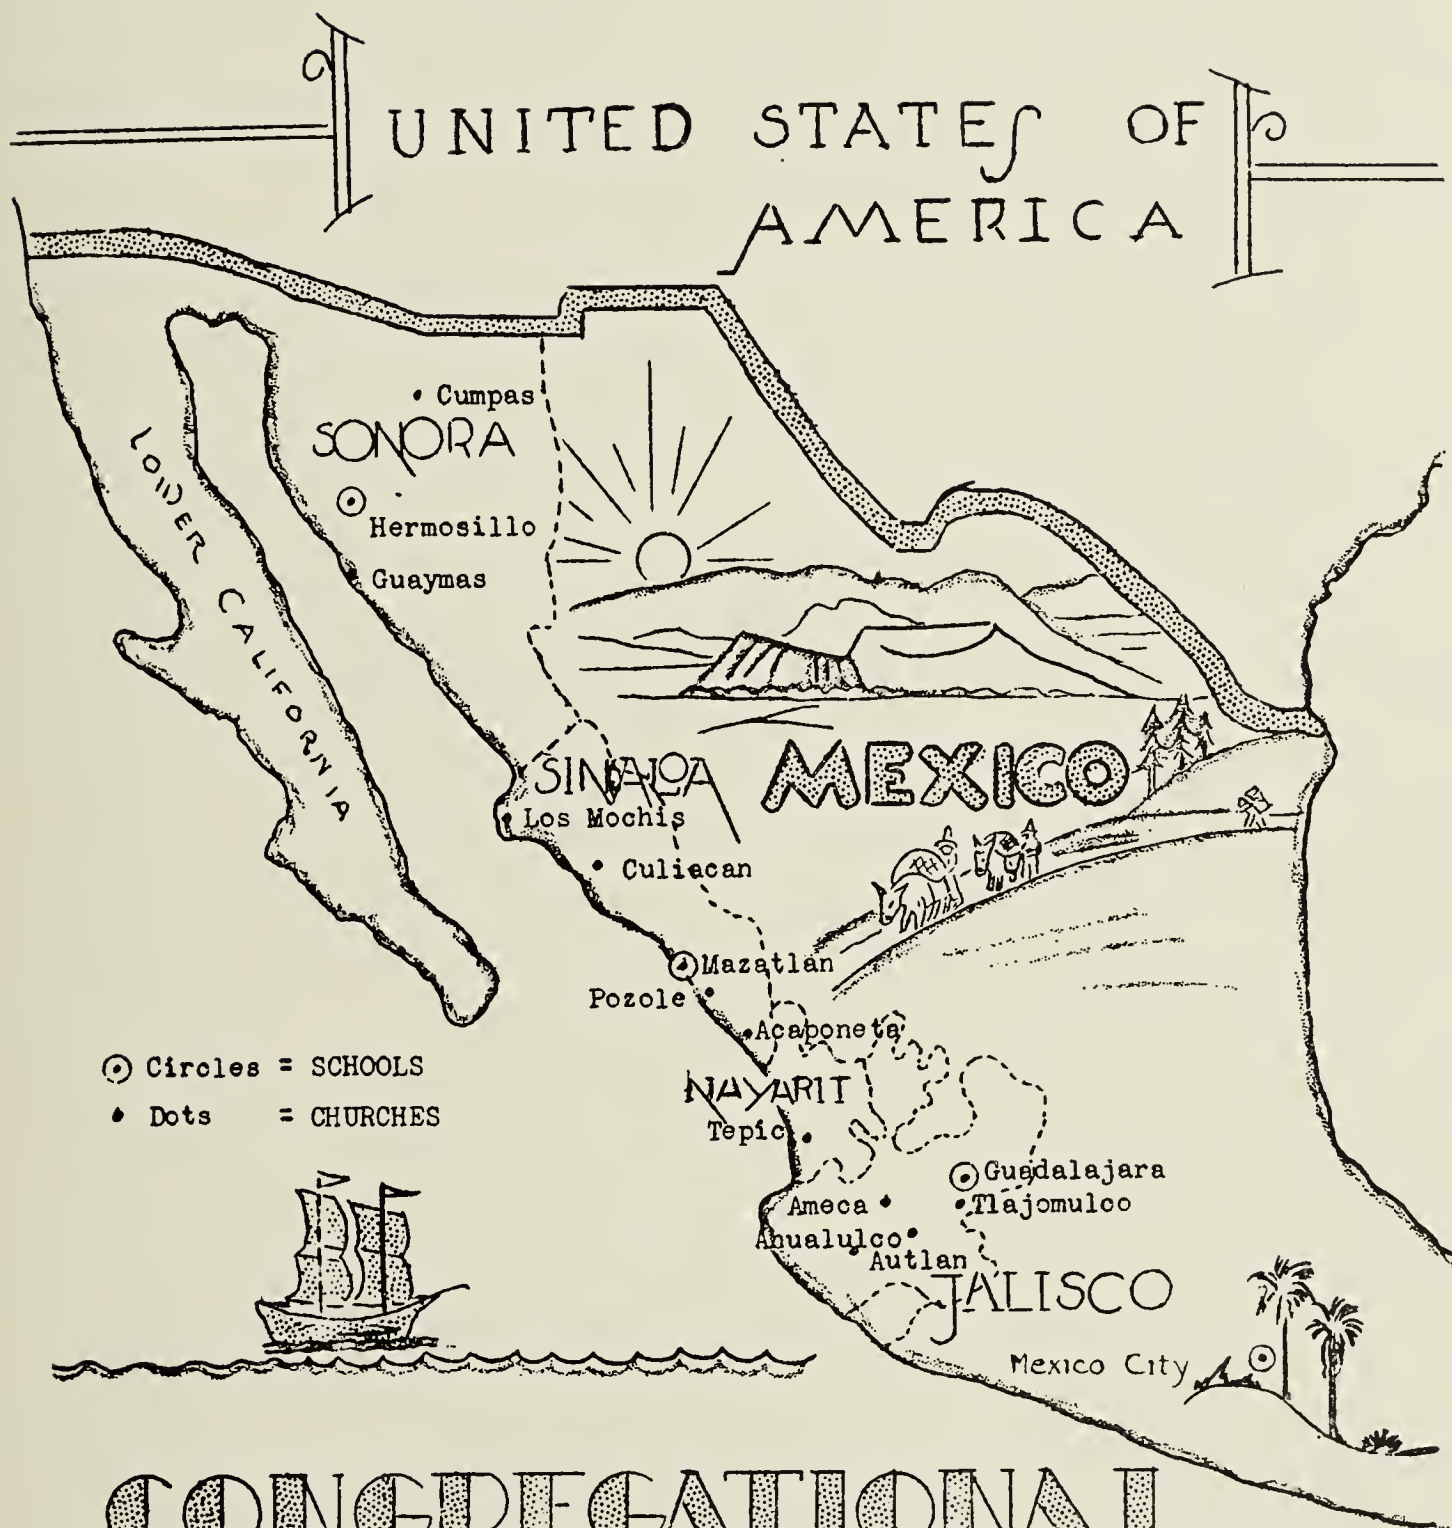 UNITED STATES OF
AMERICA
Cumpas
SONORA
Hermosillo
Guaymas
LOWER CALIFORNIA
SINALOA
MEXICO
Los Mochis
Culiacan
Mazatlan
Pozole
Acaponeta
Circles = SCHOOLS
Dots = CHURCHES
NAYARIT
Tepic
Guadalajara
Ameca
Tlajomulco
Ahualulco
Autlan
JALISCO
Mexico City
CONGREGATIONAL